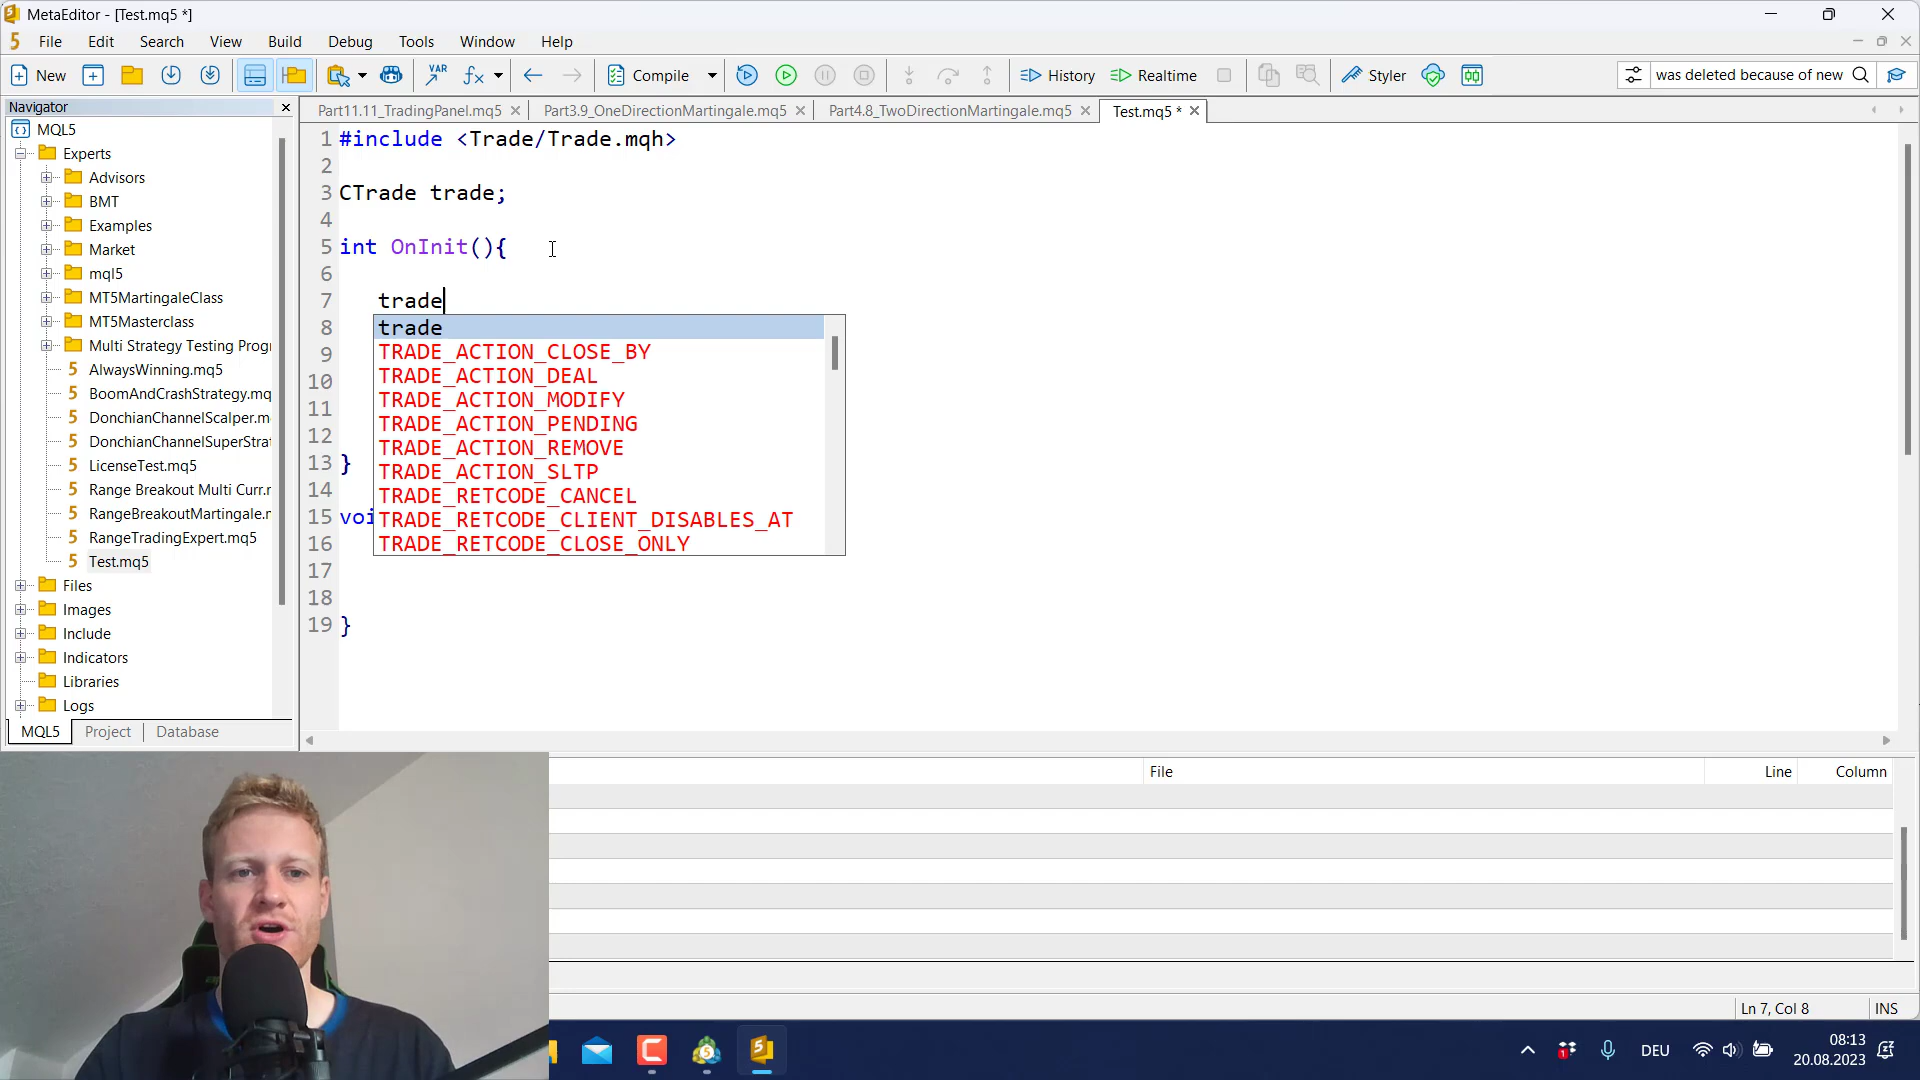 MetaEditor - [Test.mq5 *]
File Edit Search View Build Debug Tools Window Help
New VAR fx Compile History Realtime Styler was deleted because of new
Navigator
Part11.11_TradingPanel.mq5 Part3.9_OneDirectionMartingale.mq5 Part4.8_TwoDirectionMartingale.mq5 Test.mq5 *
MQL5
Experts
Advisors
BMT
Examples
Market
mql5
MT5MartingaleClass
MT5Masterclass
Multi Strategy Testing Progr
AlwaysWinning.mq5
BoomAndCrashStrategy.mq
DonchianChannelScalper.m
DonchianChannelSuperStrat
LicenseTest.mq5
Range Breakout Multi Curr.r
RangeBreakoutMartingale.r
RangeTradingExpert.mq5
Test.mq5
Files
Images
Include
Indicators
Libraries
Logs
MQL5 Project Database
1 #include <Trade/Trade.mqh>
2
3 CTrade trade;
4
5 int OnInit(){
6
7 trade
8
9
10
11
12
13 }
14
15 voi
16
17
18
19 }
trade
TRADE_ACTION_CLOSE_BY
TRADE_ACTION_DEAL
TRADE_ACTION_MODIFY
TRADE_ACTION_PENDING
TRADE_ACTION_REMOVE
TRADE_ACTION_SLTP
TRADE_RETCODE_CANCEL
TRADE_RETCODE_CLIENT_DISABLES_AT
TRADE_RETCODE_CLOSE_ONLY
File Line Column
Ln 7, Col 8 INS
DEU 08:13
20.08.2023